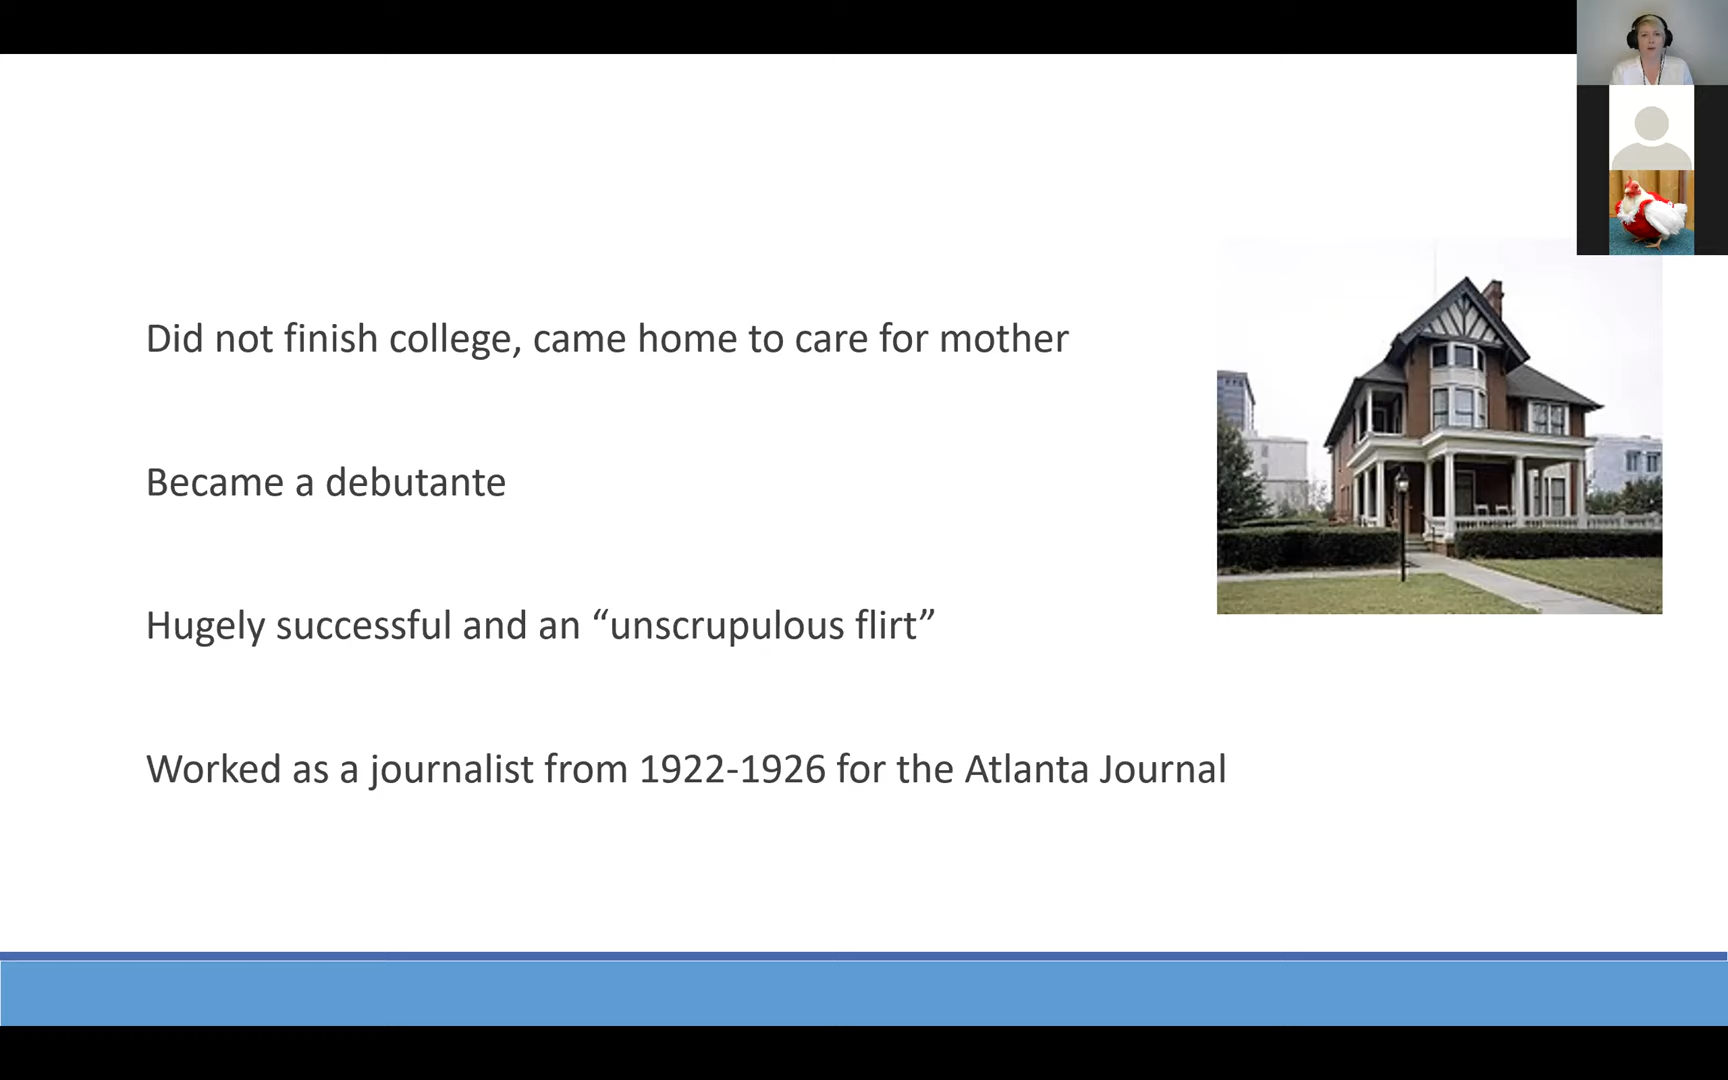 Did not finish college, came home to care for mother
Became a debutante
Hugely successful and an “unscrupulous flirt”
Worked as a journalist from 1922-1926 for the Atlanta Journal